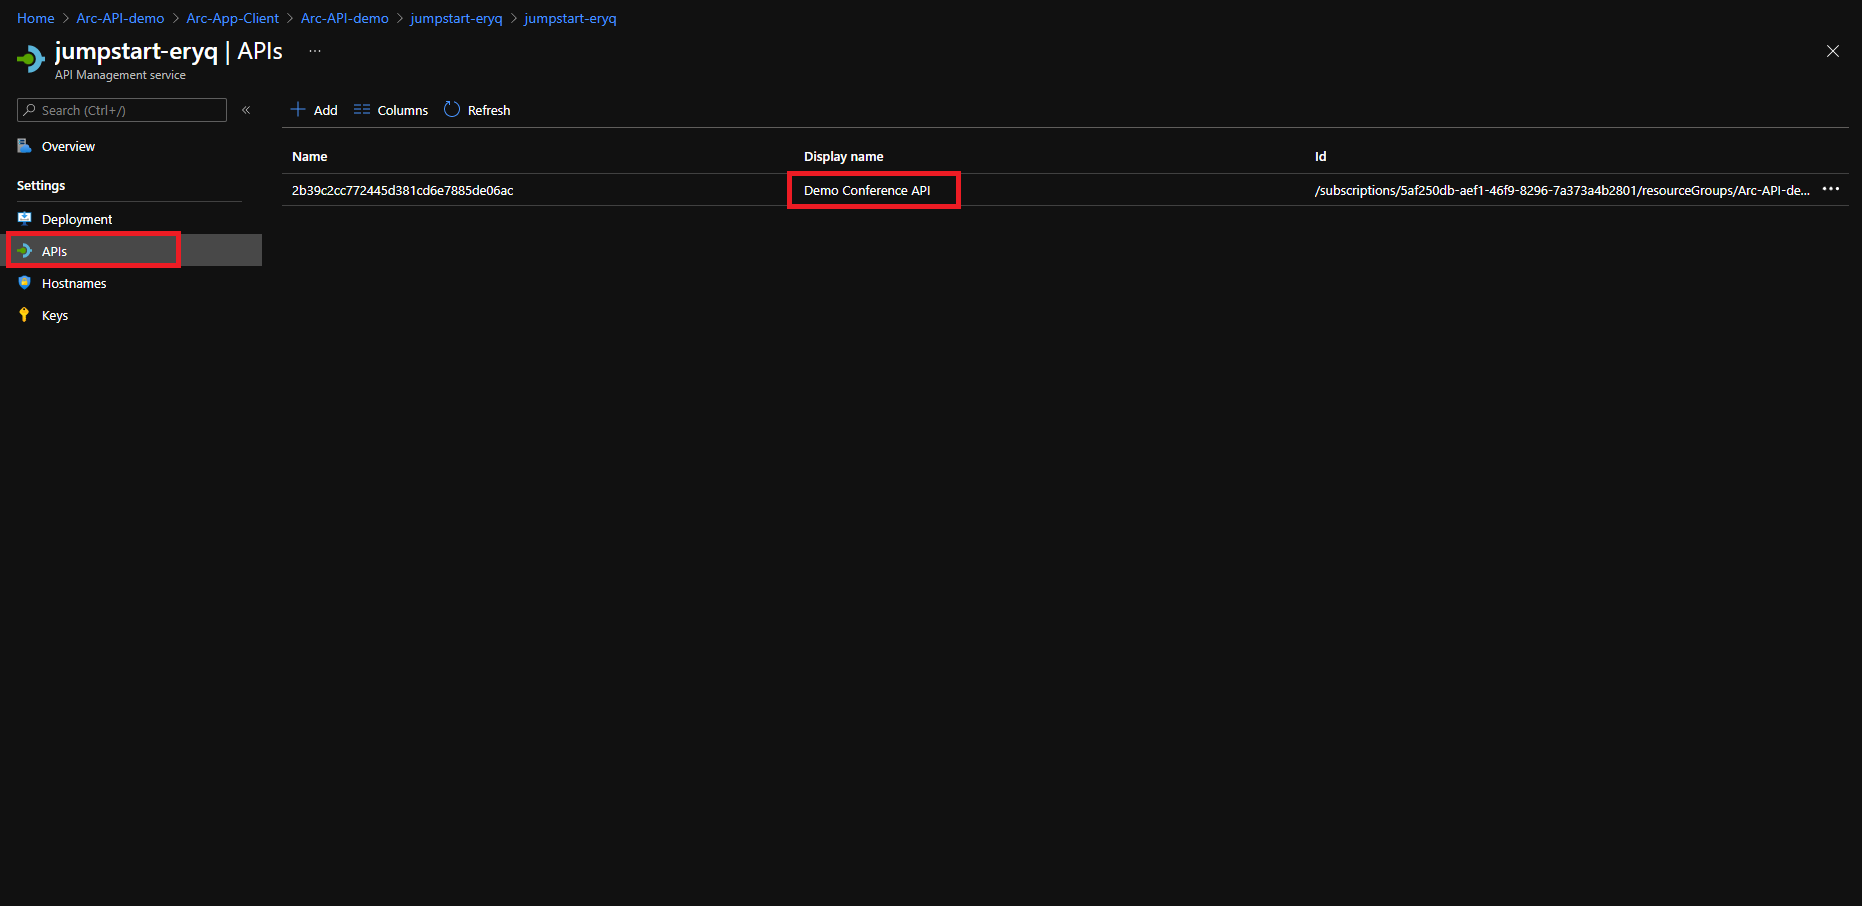 Home > Arc-API-demo > Arc-App-Client > Arc-API-demo > jumpstart-eryq > jumpstart-eryq
jumpstart-eryq | APIs ...
API Management service
Search (Ctrl+/) «
Add Columns Refresh
Overview
Settings
Deployment
APIs
Hostnames
Keys
Name Display name Id
2b39c2cc772445d381cd6e7885de06ac Demo Conference API /subscriptions/5af250db-aef1-46f9-8296-7a373a4b2801/resourceGroups/Arc-API-de... ...